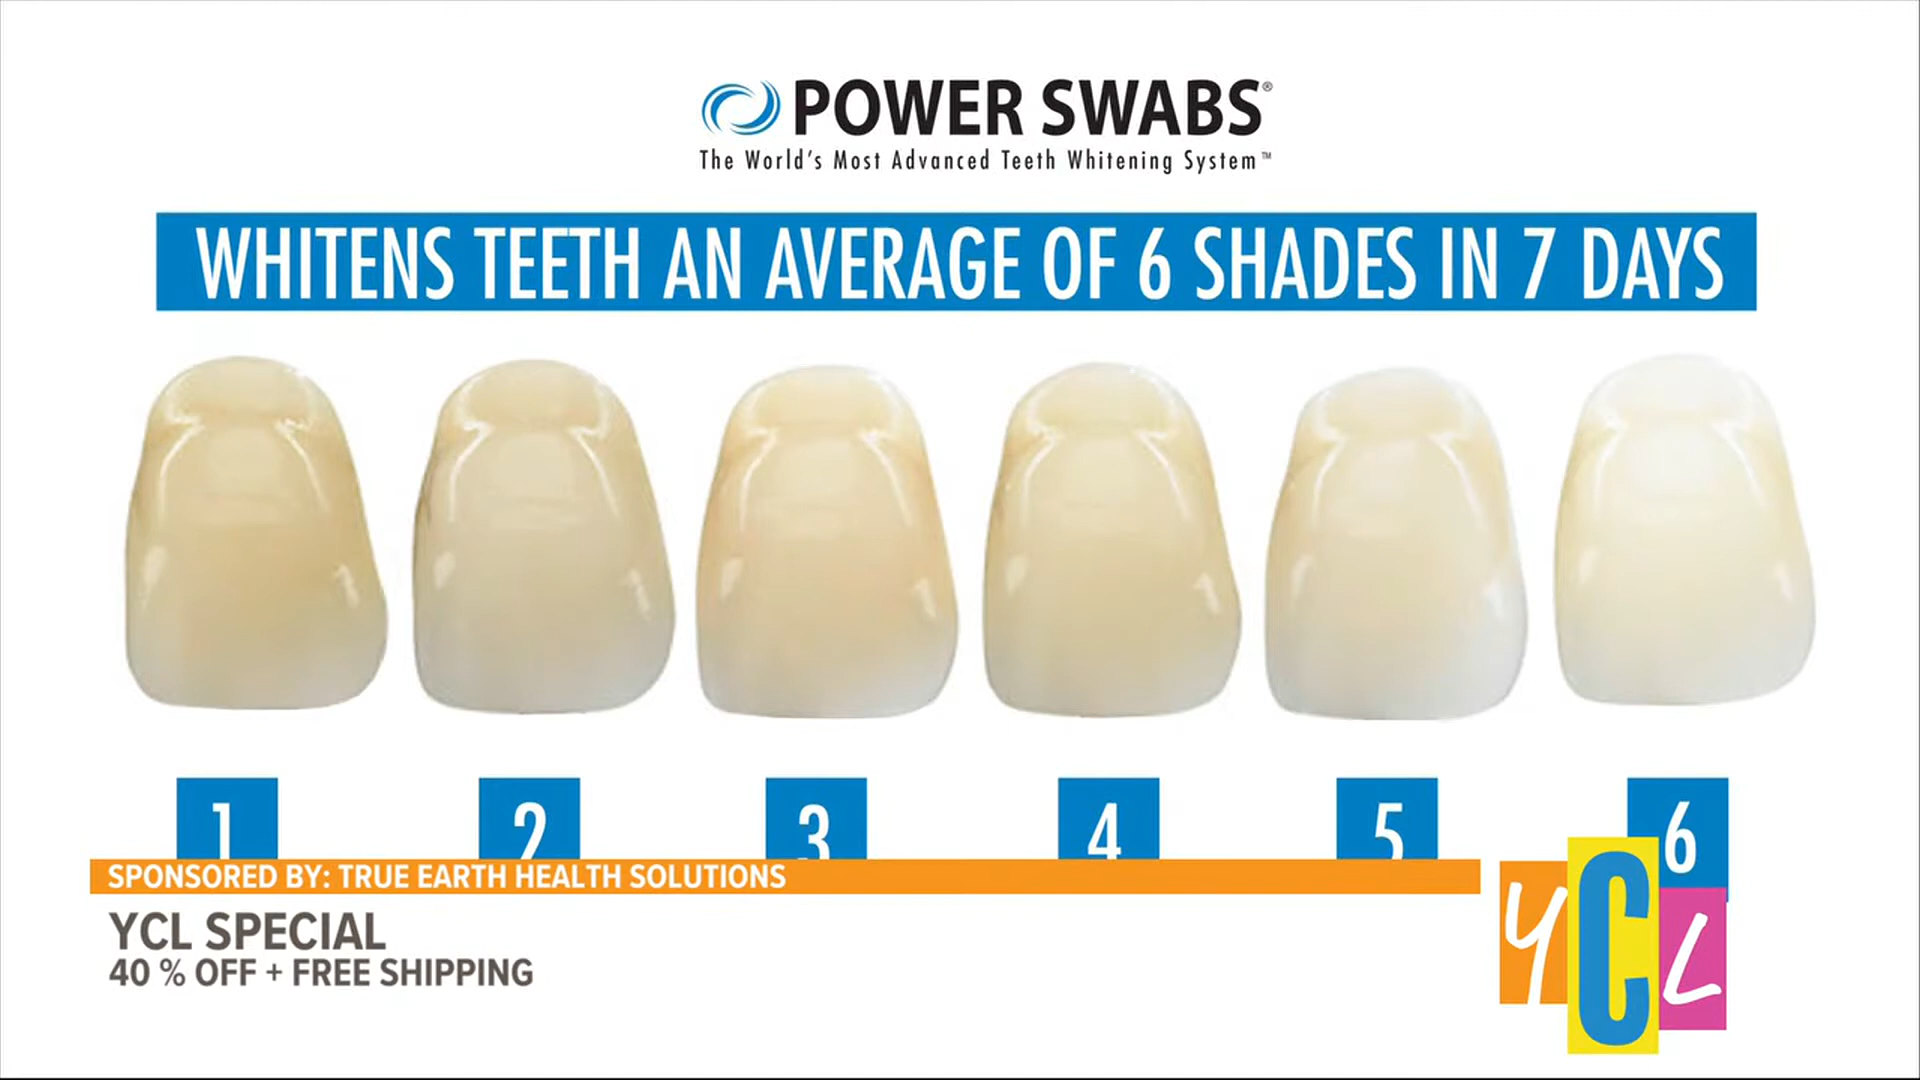 POWER SWABS®
The World's Most Advanced Teeth Whitening System™
WHITENS TEETH AN AVERAGE OF 6 SHADES IN 7 DAYS
1 2 3 4 5 6
SPONSORED BY: TRUE EARTH HEALTH SOLUTIONS
YCL SPECIAL
40 % OFF + FREE SHIPPING
YCL